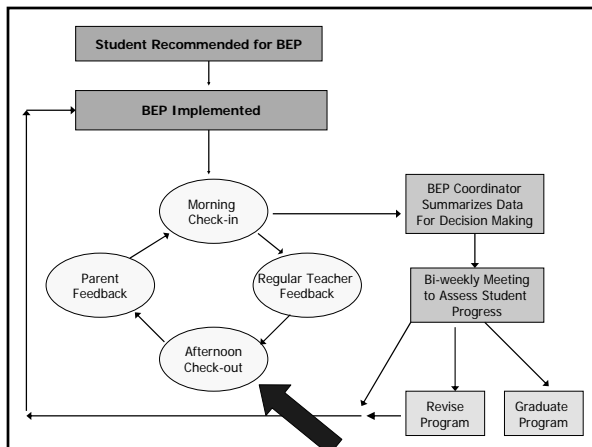 Student Recommended for BEP
BEP Implemented
Morning
Check-in
BEP Coordinator
Summarizes Data
For Decision Making
Parent
Feedback
Regular Teacher
Feedback
Bi-weekly Meeting
to Assess Student
Progress
Afternoon
Check-out
Revise
Program
Graduate
Program